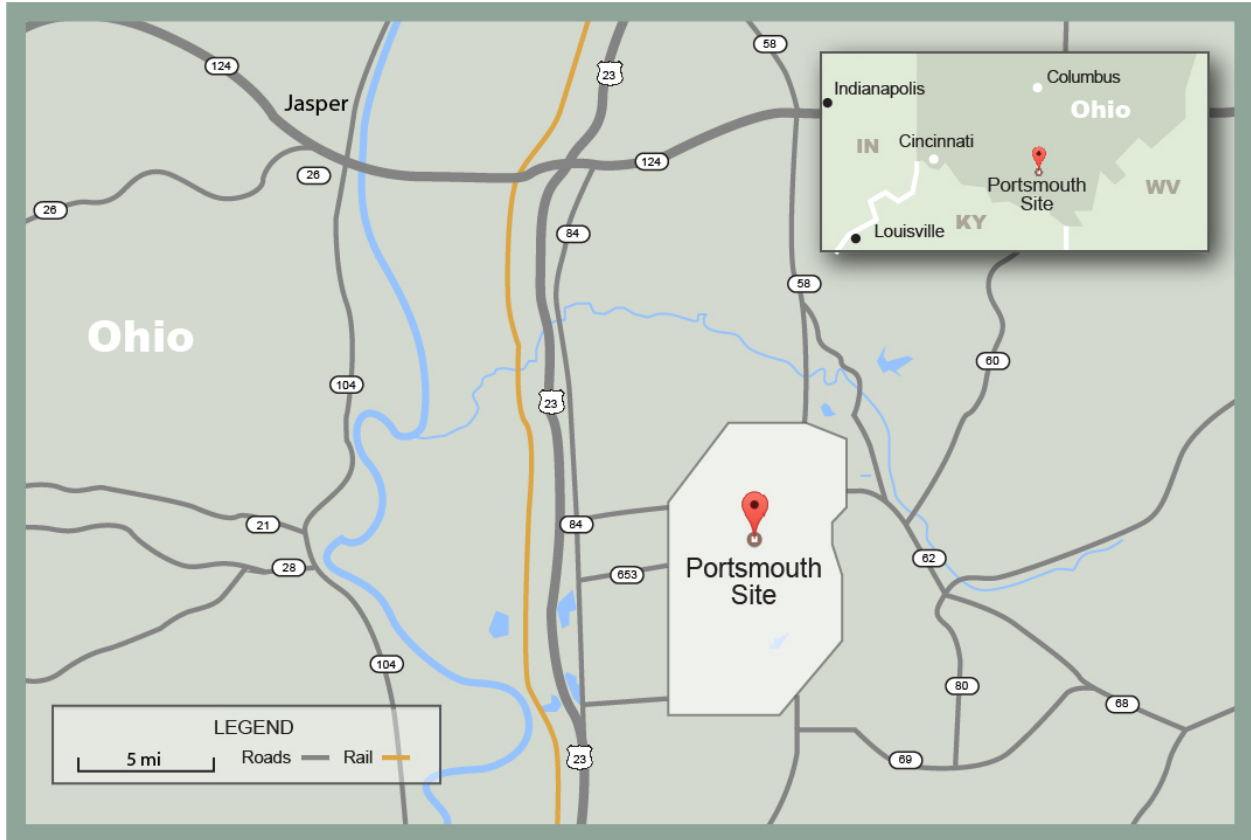 58
124
23
Jasper
Columbus
Indianapolis
Ohio
IN
Cincinnati
124
26
WV
Portsmouth
Site
26
KY
84
Louisville
58
Ohio
60
104
23
21
84
62
28
653
Portsmouth
Site
104
80
68
LEGEND
5 mi
Roads
Rail
23
69